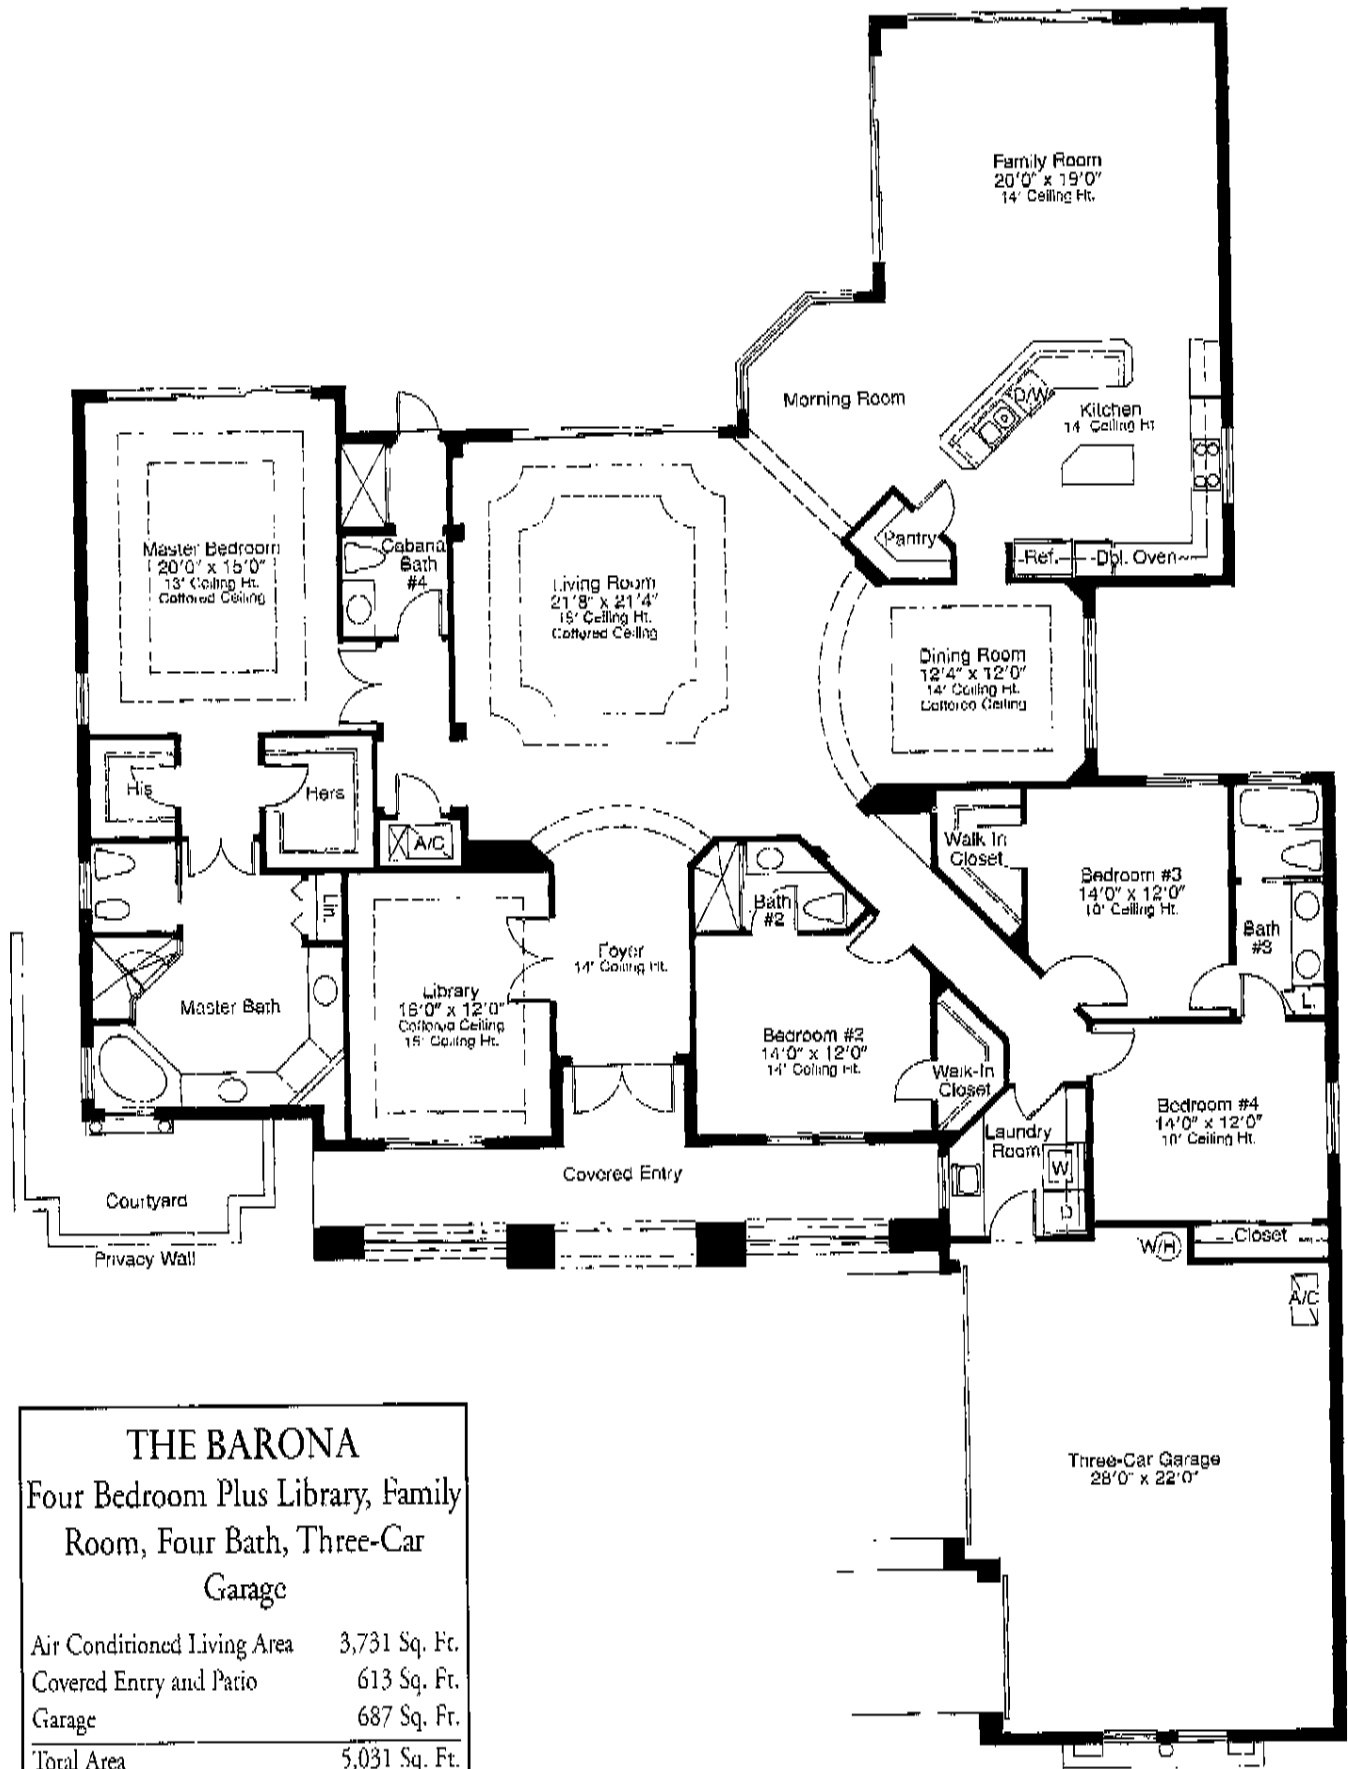 Family Room
20'0" x 19'0"
14' Ceiling Ht.
Morning Room
D/W
Kitchen
14' Ceiling Ht
Pantry
Ref.
Dbl. Oven
Master Bedroom
20'0" x 15'0"
13' Ceiling Ht.
Coffered Ceiling
Cabana
Bath
#4
Living Room
21'8" x 21'4"
15' Ceiling Ht.
Coffered Ceiling
Dining Room
12'4" x 12'0"
14' Ceiling Ht.
Coffered Ceiling
His
Hers
A/C
Walk In
Closet
Bedroom #3
14'0" x 12'0"
10' Ceiling Ht.
Bath
#3
L.
Lin.
Bath
#2
Foyer
14' Ceiling Ht.
Library
16'0" x 12'0"
Coffered Ceiling
15' Ceiling Ht.
Master Bath
Bedroom #2
14'0" x 12'0"
14' Ceiling Ht.
Walk-In
Closet
Bedroom #4
14'0" x 12'0"
10' Ceiling Ht.
Laundry
Room
W
D
Covered Entry
Courtyard
Privacy Wall
W/H
Closet
A/C
Three-Car Garage
28'0" x 22'0"
THE BARONA
Four Bedroom Plus Library, Family
Room, Four Bath, Three-Car
Garage
Air Conditioned Living Area 3,731 Sq. Ft.
Covered Entry and Patio 613 Sq. Ft.
Garage 687 Sq. Ft.
Total Area 5,031 Sq. Ft.